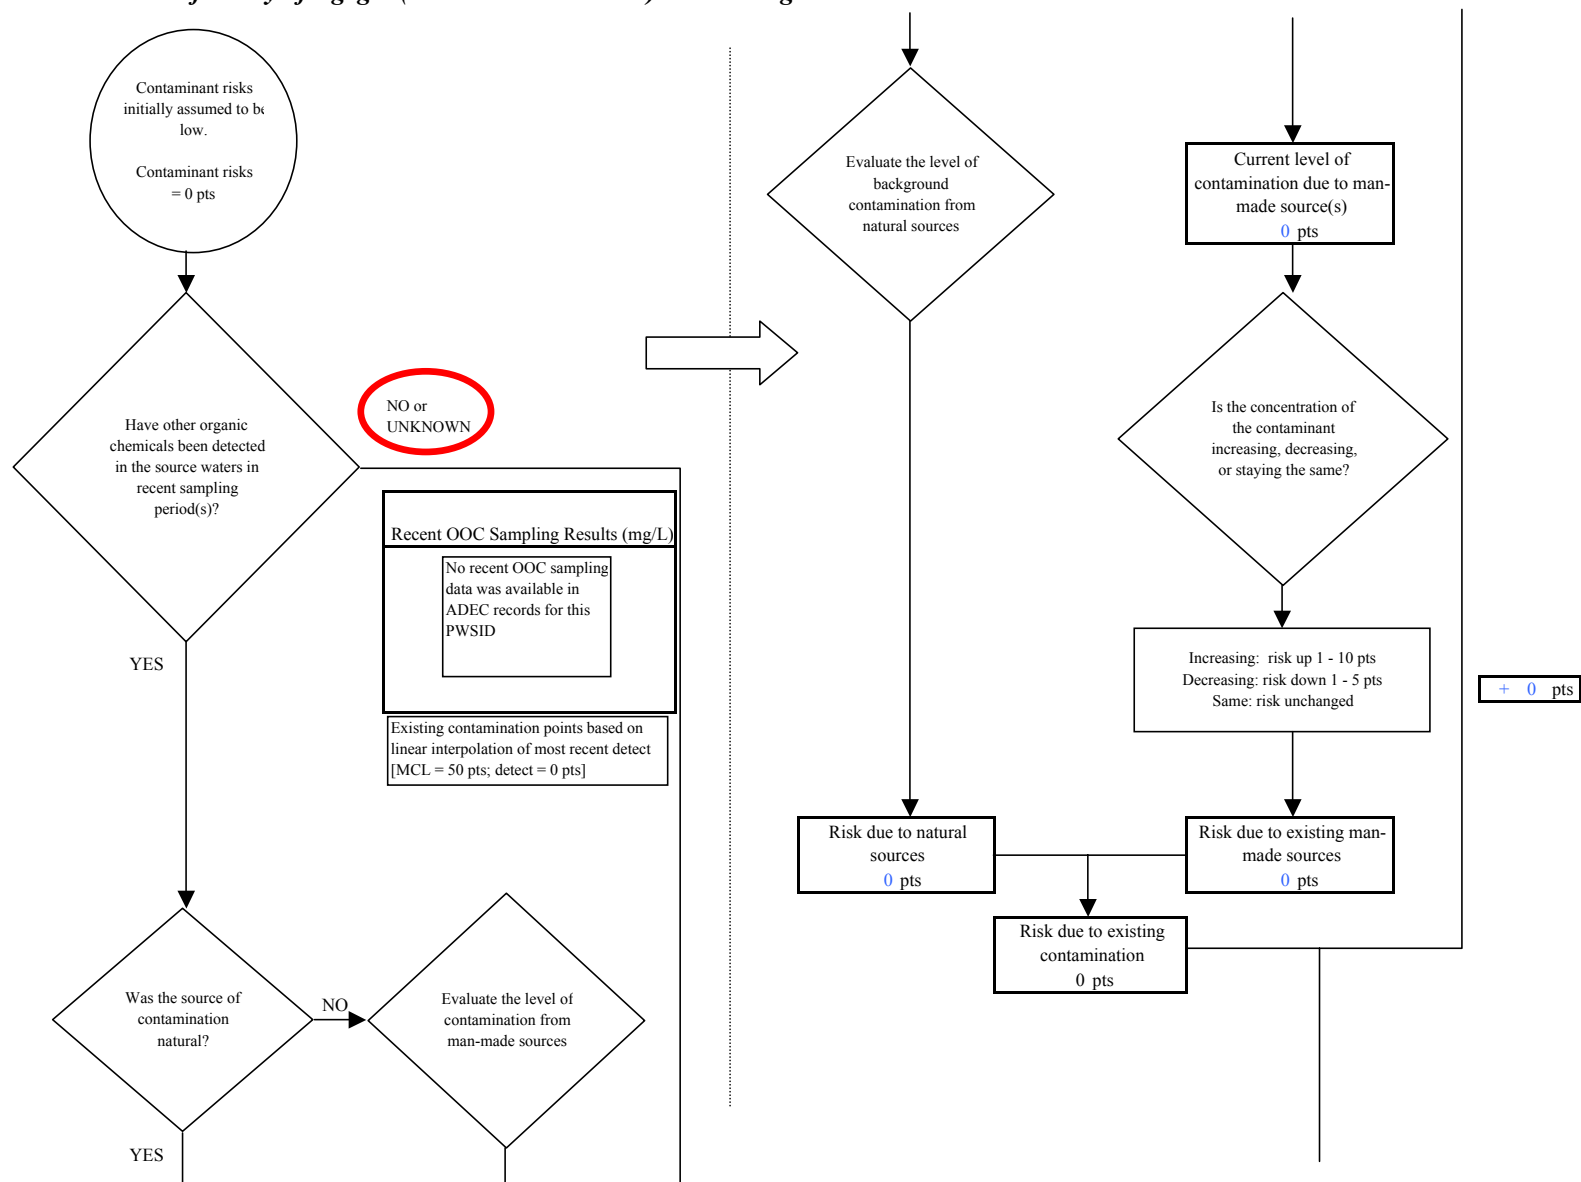 Contaminant risks
initially assumed to be
low.
Contaminant risks
= 0 pts
Have other organic
chemicals been detected
in the source waters in
recent sampling
period(s)?
NO or
UNKNOWN
Recent OOC Sampling Results (mg/L)
No recent OOC sampling
data was available in
ADEC records for this
PWSID
Existing contamination points based on
linear interpolation of most recent detect
[MCL = 50 pts; detect = 0 pts]
YES
Was the source of
contamination
natural?
NO
Evaluate the level of
contamination from
man-made sources
YES
Evaluate the level of
background
contamination from
natural sources
Current level of
contamination due to man-
made source(s)
0 pts
Is the concentration of
the contaminant
increasing, decreasing,
or staying the same?
Increasing: risk up 1 - 10 pts
Decreasing: risk down 1 - 5 pts
Same: risk unchanged
+ 0 pts
Risk due to natural
sources
0 pts
Risk due to existing man-
made sources
0 pts
Risk due to existing
contamination
0 pts